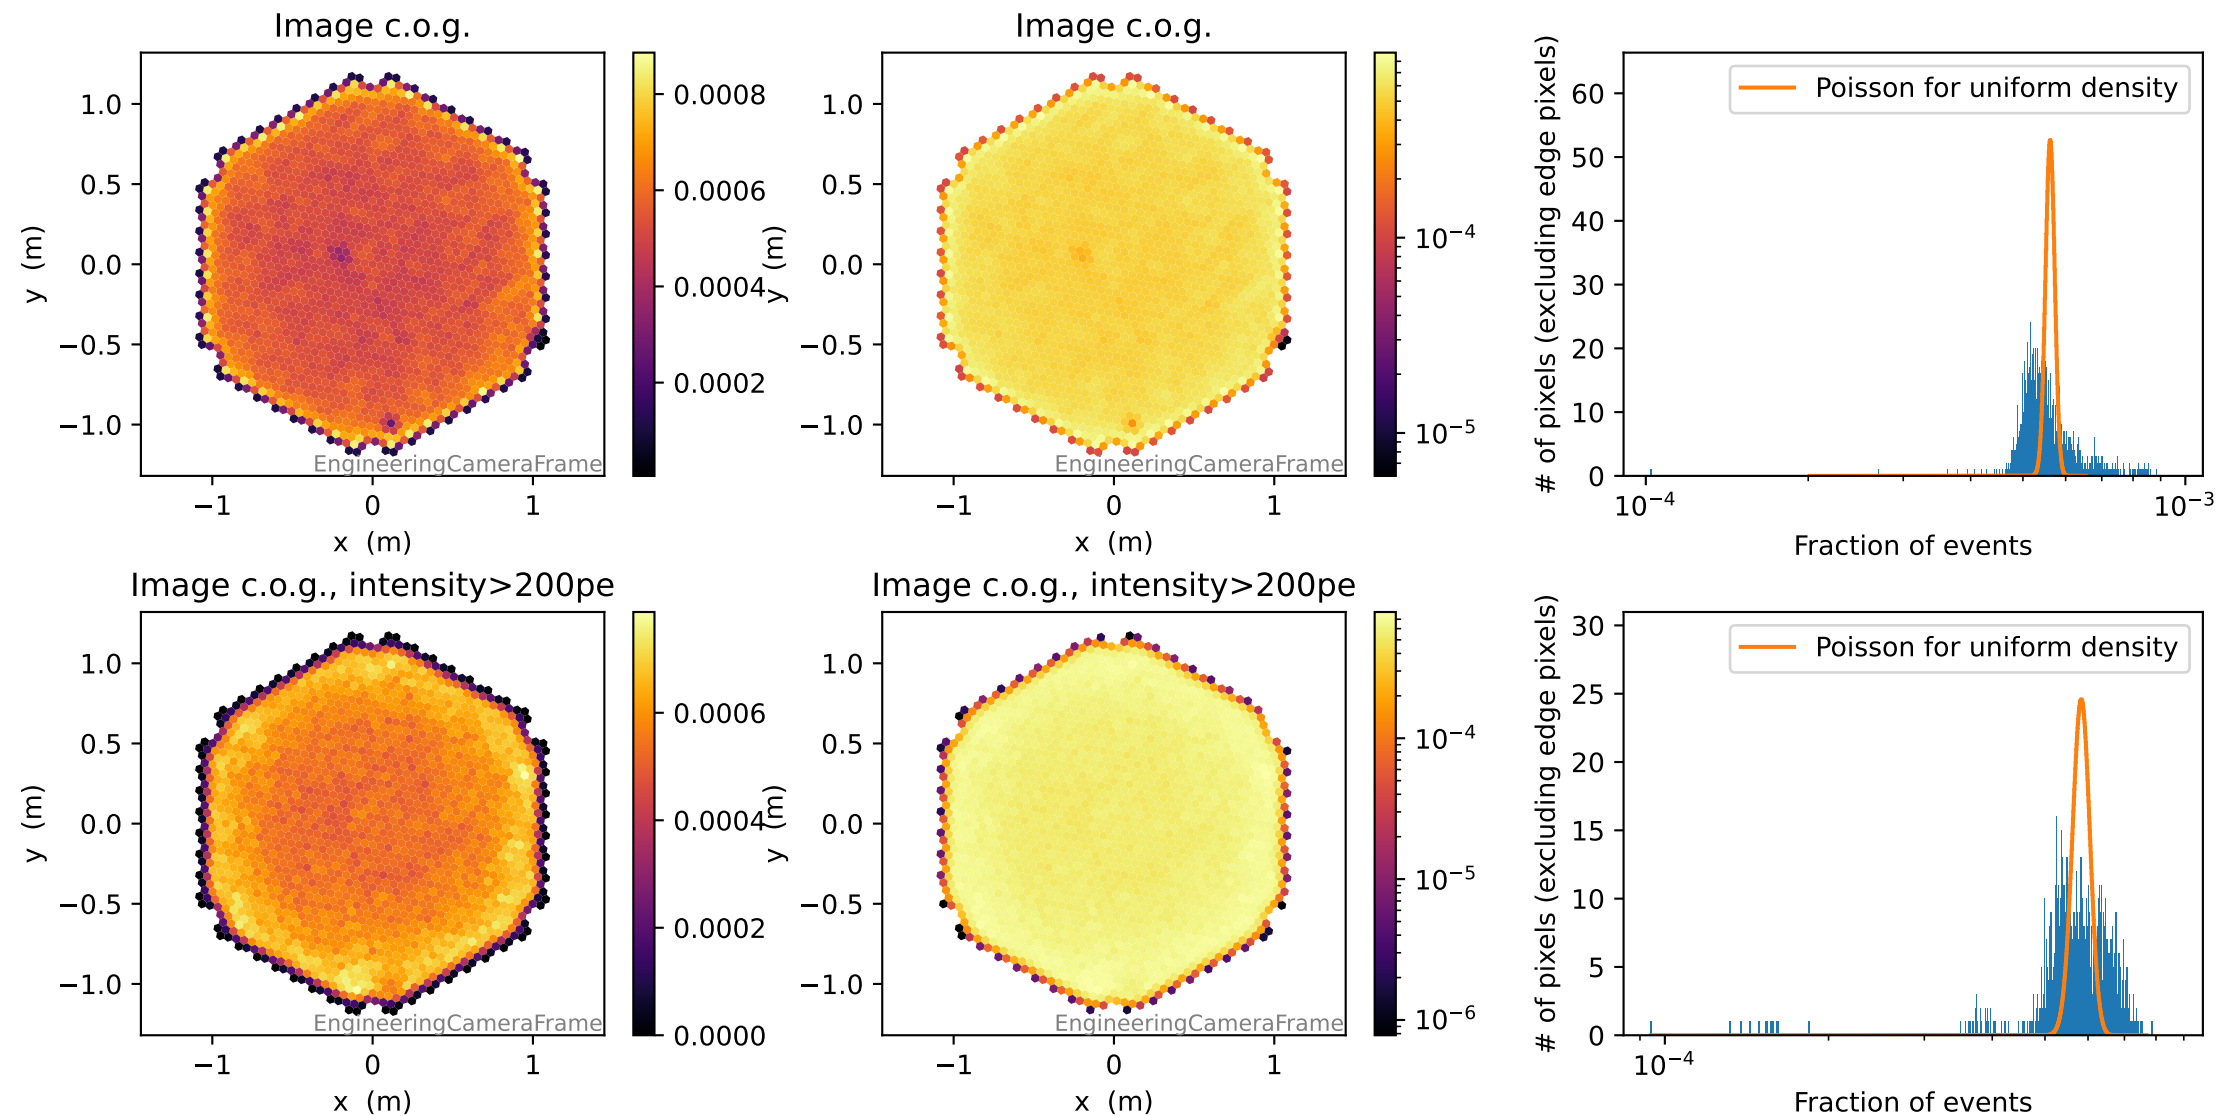 Image c.o.g.
1.0
0.5
0.0
−0.5
−1.0
y (m)
−1
0
1
x (m)
EngineeringCameraFrame
0.0008
0.0006
0.0004
0.0002
Image c.o.g.
1.0
0.5
0.0
−0.5
−1.0
y (m)
−1
0
1
x (m)
EngineeringCameraFrame
10⁻⁴
10⁻⁵
# of pixels (excluding edge pixels)
60
50
40
30
20
10
0
Poisson for uniform density
10⁻⁴
10⁻³
Fraction of events
Image c.o.g., intensity>200pe
1.0
0.5
0.0
−0.5
−1.0
y (m)
−1
0
1
x (m)
EngineeringCameraFrame
0.0006
0.0004
0.0002
0.0000
Image c.o.g., intensity>200pe
1.0
0.5
0.0
−0.5
−1.0
y (m)
−1
0
1
x (m)
EngineeringCameraFrame
10⁻⁴
10⁻⁵
10⁻⁶
# of pixels (excluding edge pixels)
30
25
20
15
10
5
0
Poisson for uniform density
10⁻⁴
Fraction of events